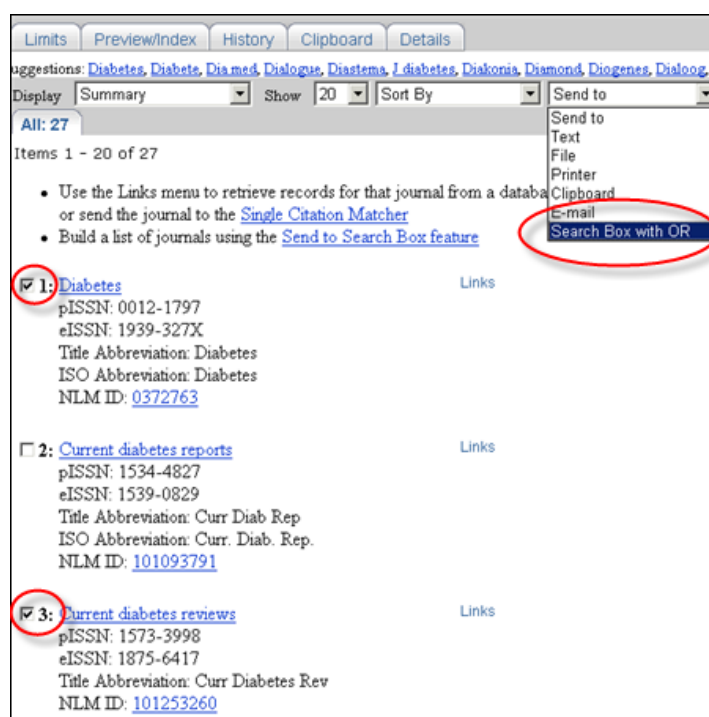 Limits Preview/Index History Clipboard Details
uggestions: Diabetes, Diabete, Dia med, Dialogue, Diastema, J diabetes, Diakonia, Diamond, Diogenes, Dialoog,
Display Summary Show 20 Sort By Send to
All: 27
Send to
Text
File
Printer
Clipboard
E-mail
Search Box with OR
Items 1 - 20 of 27
• Use the Links menu to retrieve records for that journal from a databa
or send the journal to the Single Citation Matcher
• Build a list of journals using the Send to Search Box feature
1: Diabetes Links
pISSN: 0012-1797
eISSN: 1939-327X
Title Abbreviation: Diabetes
ISO Abbreviation: Diabetes
NLM ID: 0372763
2: Current diabetes reports Links
pISSN: 1534-4827
eISSN: 1539-0829
Title Abbreviation: Curr Diab Rep
ISO Abbreviation: Curr. Diab. Rep.
NLM ID: 101093791
3: Current diabetes reviews Links
pISSN: 1573-3998
eISSN: 1875-6417
Title Abbreviation: Curr Diabetes Rev
NLM ID: 101253260